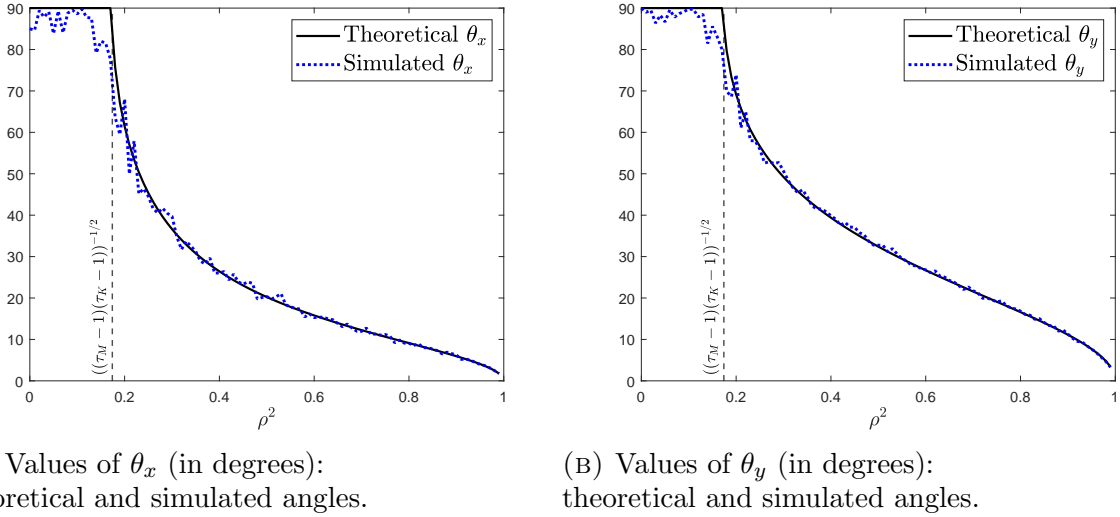 90
80
70
60
50
40
30
20
10
0
0
0.2
0.4
0.6
0.8
1
ρ²
((τ_M − 1)(τ_K − 1))^{−1/2}
Theoretical θ_x
Simulated θ_x
90
80
70
60
50
40
30
20
10
0
0
0.2
0.4
0.6
0.8
1
ρ²
((τ_M − 1)(τ_K − 1))^{−1/2}
Theoretical θ_y
Simulated θ_y
Values of θ_x (in degrees):
oretical and simulated angles.
(B) Values of θ_y (in degrees):
theoretical and simulated angles.